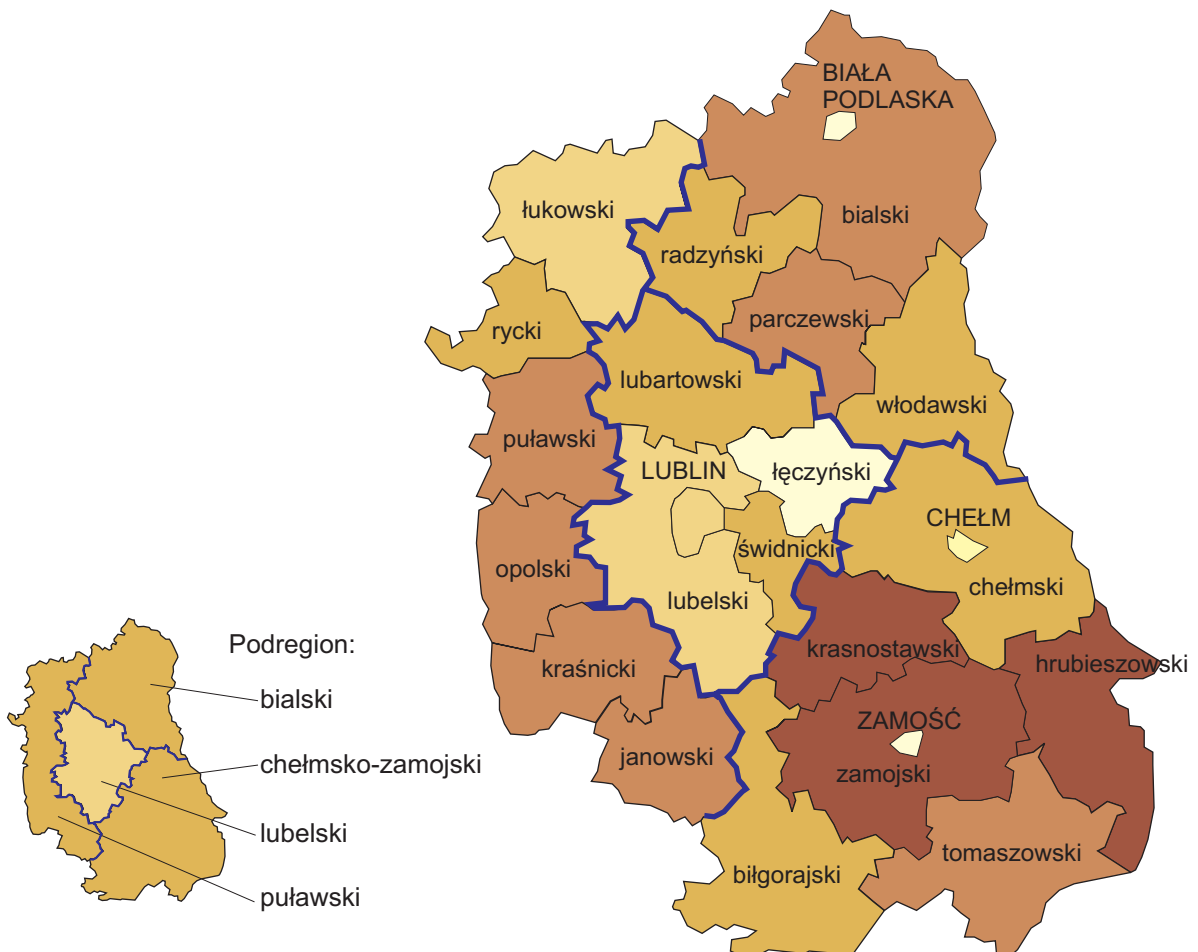 BIAŁA
PODLASKA
łukowski
bialski
radzyński
rycki
parczewski
lubartowski
włodawski
puławski
LUBLIN
łęczyński
CHEŁM
świdnicki
opolski
chełmski
lubelski
krasnostawski
hrubieszowski
kraśnicki
ZAMOŚĆ
janowski
zamojski
tomaszowski
biłgorajski
Podregion:
bialski
chełmsko-zamojski
lubelski
puławski